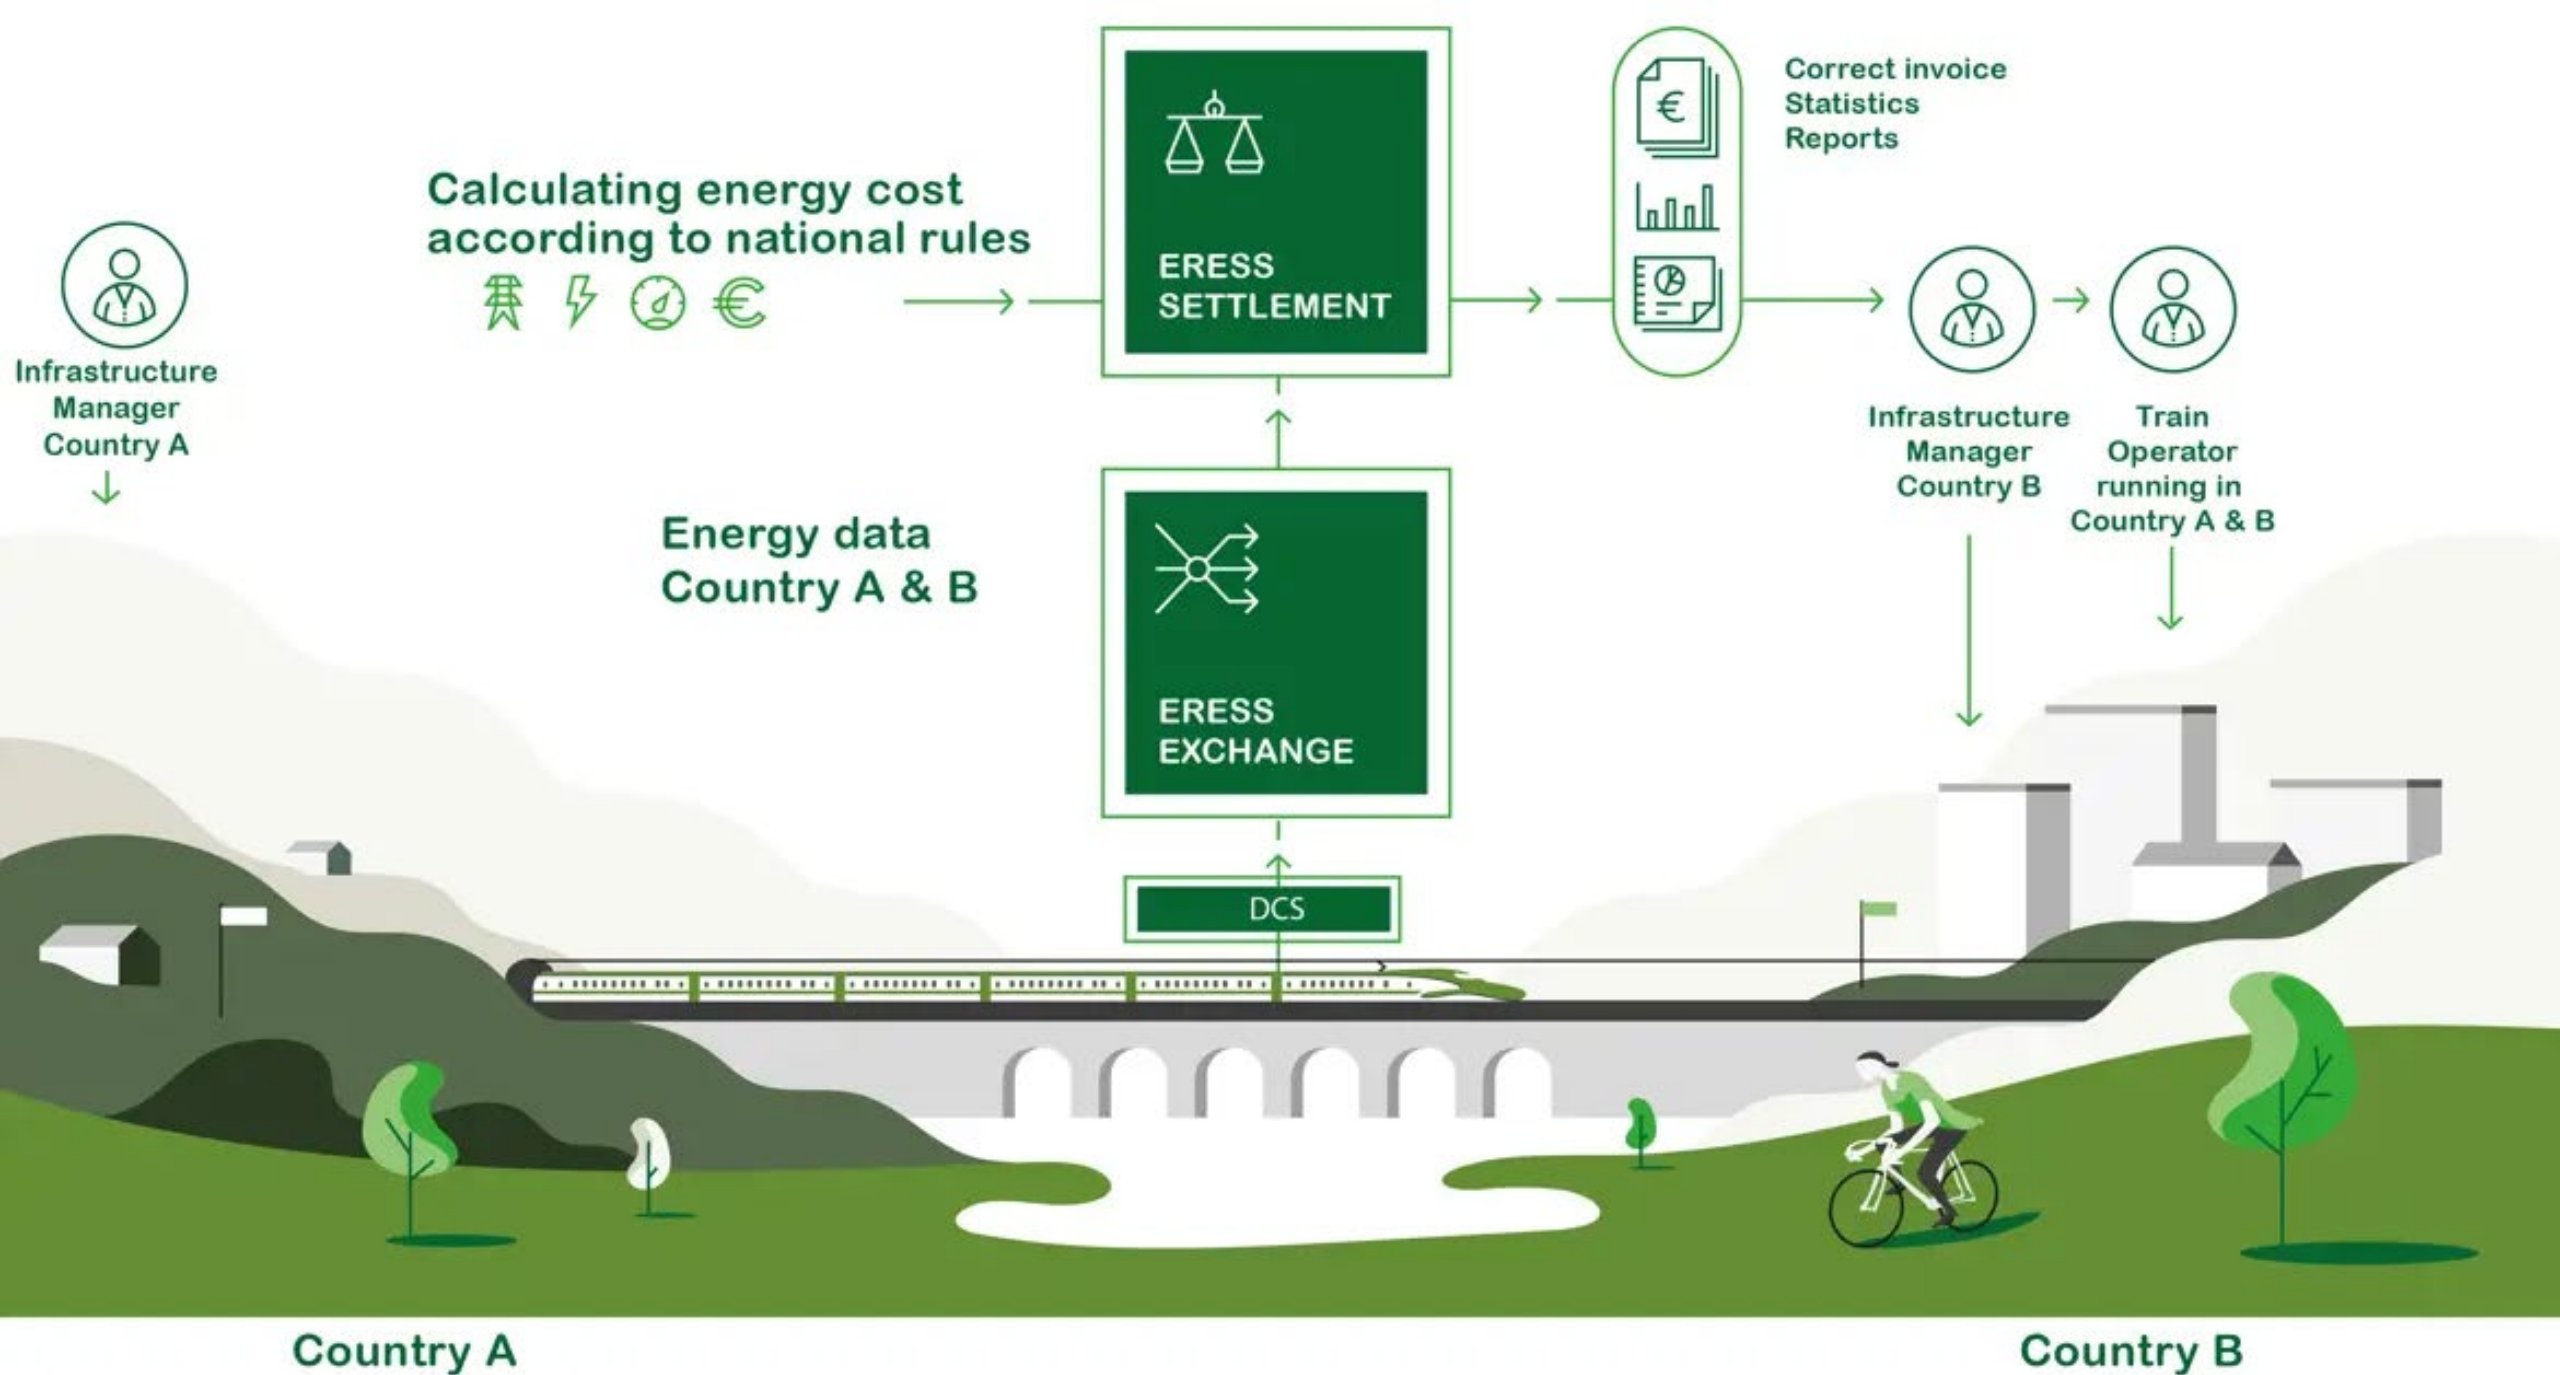 Correct invoice
Statistics
Reports
Calculating energy cost
according to national rules
ERESS
SETTLEMENT
Infrastructure
Manager
Country A
Infrastructure
Manager
Country B
Train
Operator
running in
Country A & B
Energy data
Country A & B
ERESS
EXCHANGE
DCS
Country A
Country B